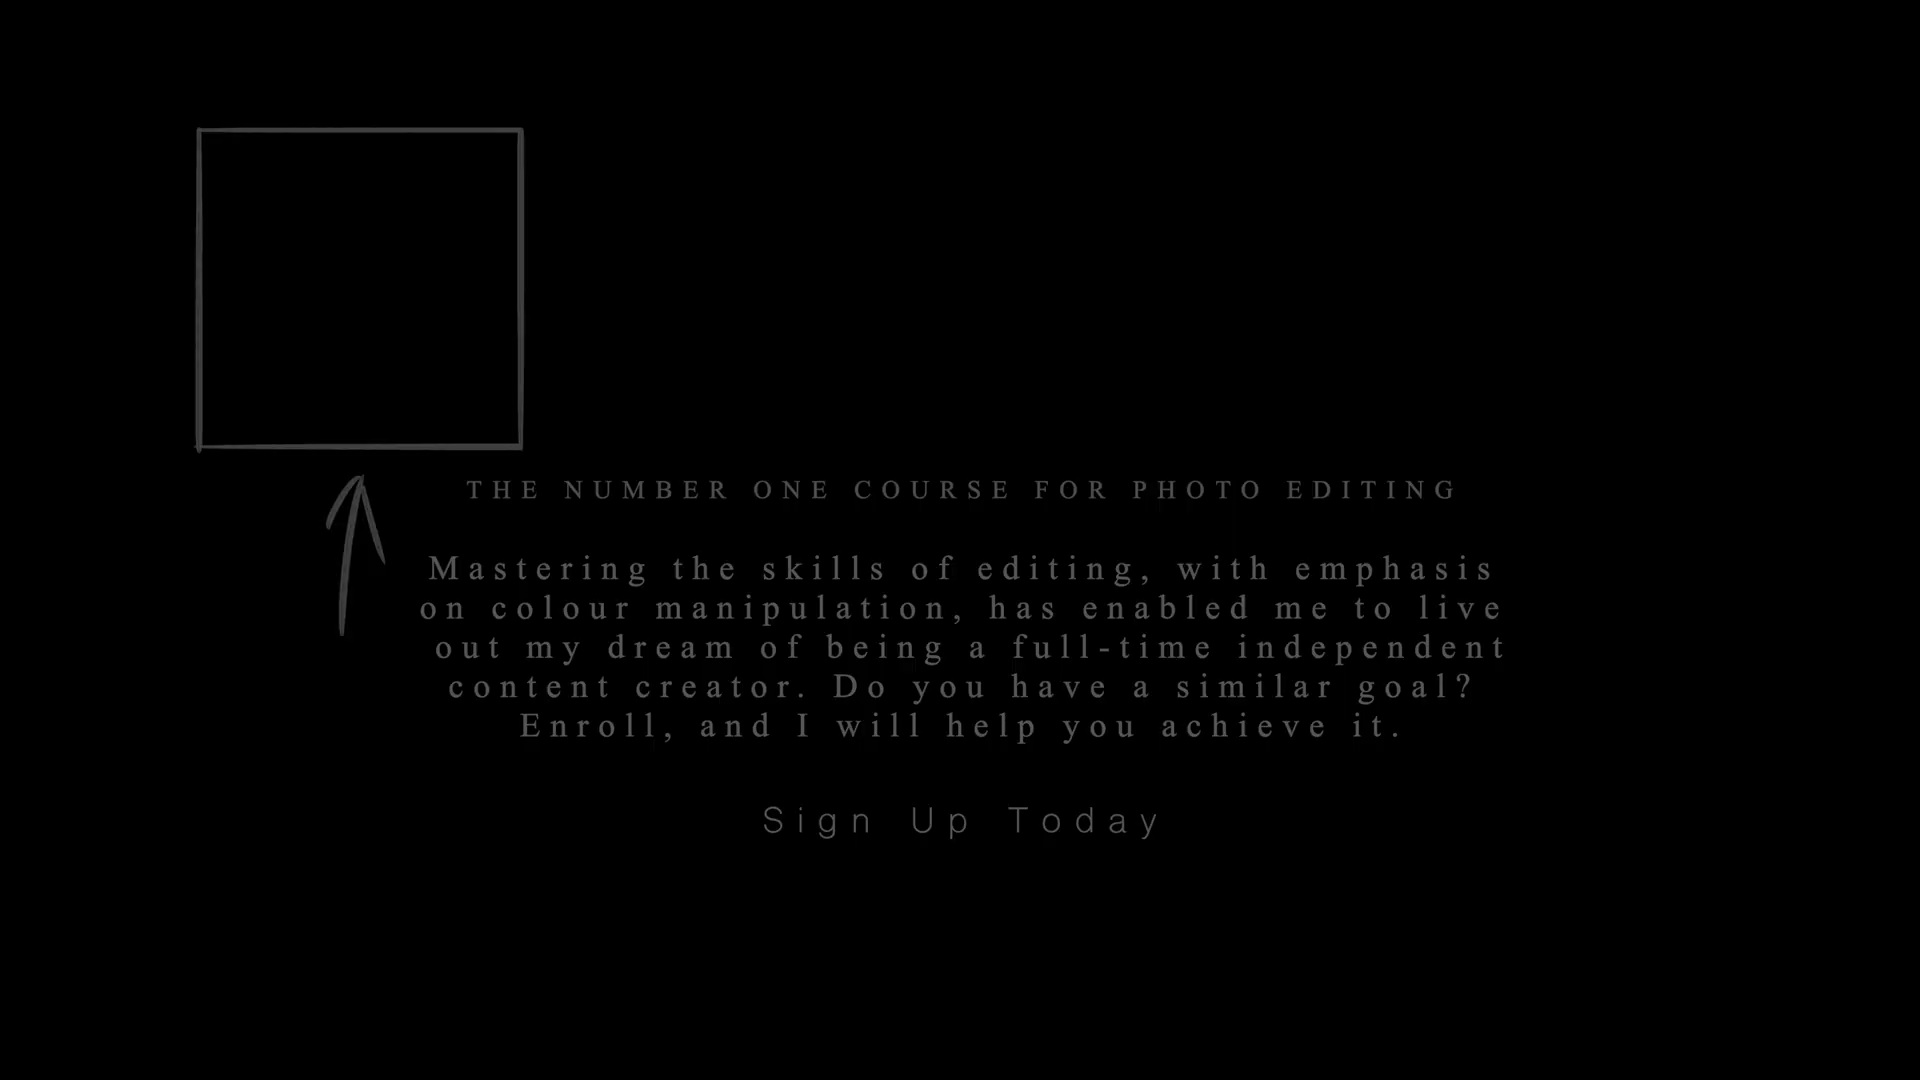 THE NUMBER ONE COURSE FOR PHOTO EDITING
Mastering the skills of editing, with emphasis
on colour manipulation, has enabled me to live
out my dream of being a full-time independent
content creator. Do you have a similar goal?
Enroll, and I will help you achieve it.
Sign Up Today